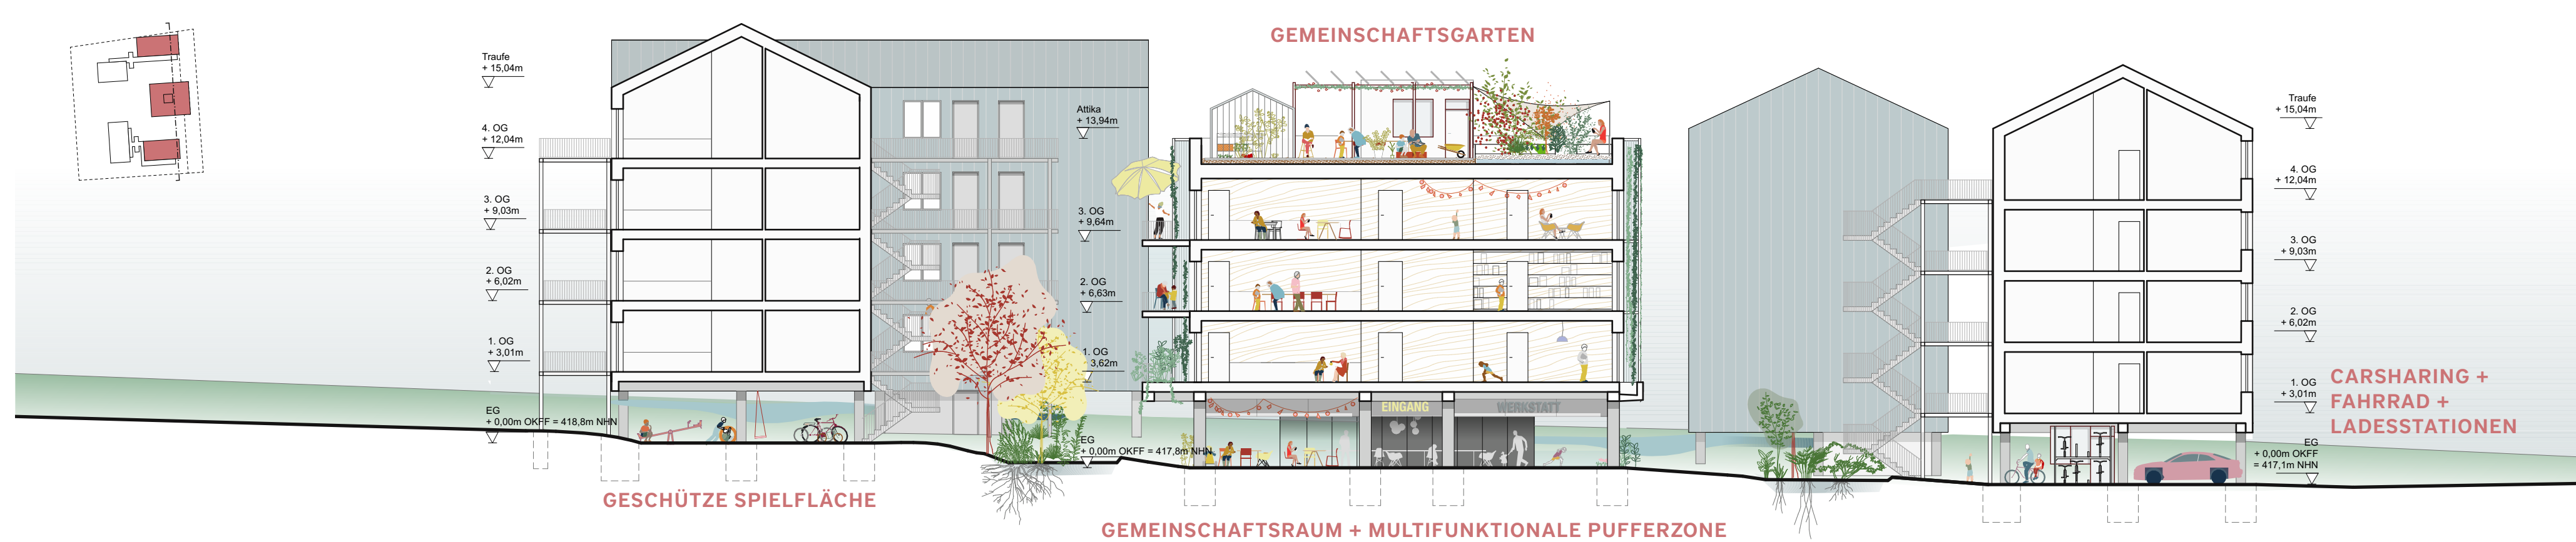 GEMEINSCHAFTSGARTEN
Traufe
+ 15,04m
4. OG
+ 12,04m
3. OG
+ 9,03m
2. OG
+ 6,02m
1. OG
+ 3,01m
EG
+ 0,00m OKFF = 418,8m NHN
GESCHÜTZE SPIELFLÄCHE
Attika
+ 13,94m
3. OG
+ 9,64m
2. OG
+ 6,63m
1. OG
3,62m
EG
+ 0,00m OKFF = 417,8m NHN
EINGANG
WERKSTATT
GEMEINSCHAFTSRAUM + MULTIFUNKTIONALE PUFFERZONE
Traufe
+ 15,04m
4. OG
+ 12,04m
3. OG
+ 9,03m
2. OG
+ 6,02m
1. OG
+ 3,01m
EG
+ 0,00m OKFF
= 417,1m NHN
CARSHARING +
FAHRRAD +
LADESSTATIONEN